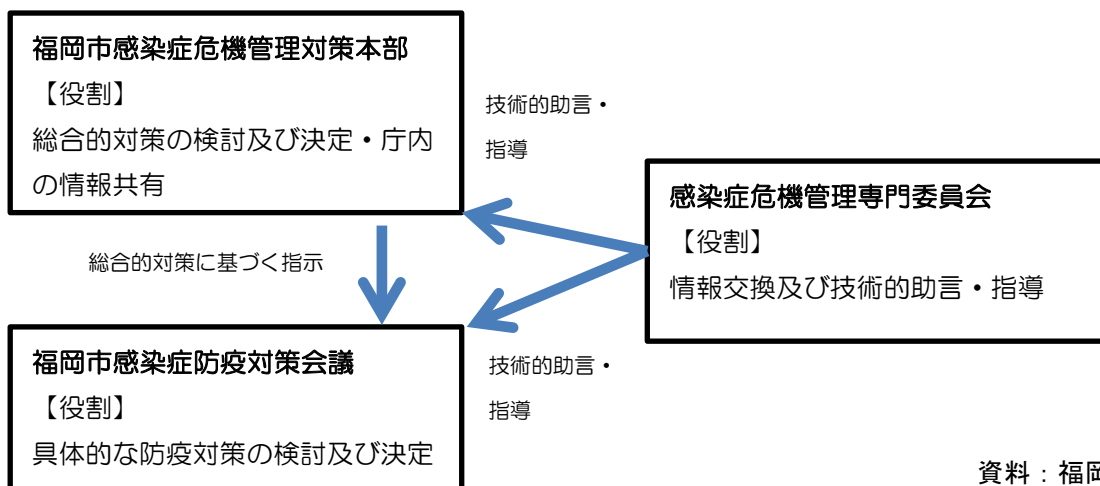 福岡市感染症危機管理対策本部
【役割】
総合的対策の検討及び決定・庁内
の情報共有
技術的助言・
指導
感染症危機管理専門委員会
【役割】
情報交換及び技術的助言・指導
総合的対策に基づく指示
福岡市感染症防疫対策会議
【役割】
具体的な防疫対策の検討及び決定
技術的助言・
指導
資料：福岡